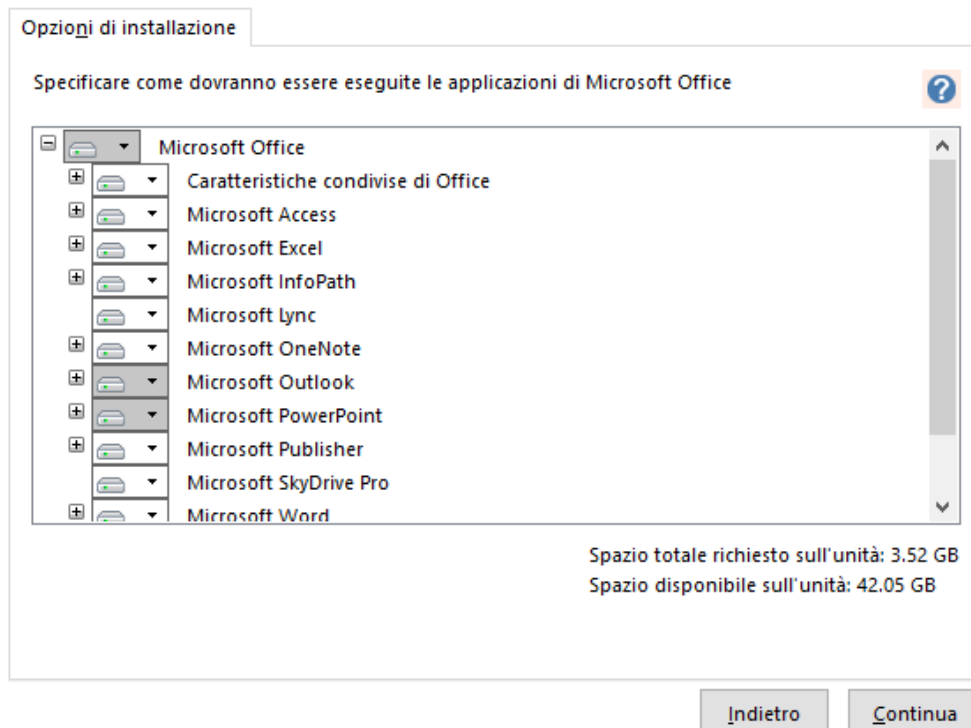 Opzioni di installazione
Specificare come dovranno essere eseguite le applicazioni di Microsoft Office
Microsoft Office
Caratteristiche condivise di Office
Microsoft Access
Microsoft Excel
Microsoft InfoPath
Microsoft Lync
Microsoft OneNote
Microsoft Outlook
Microsoft PowerPoint
Microsoft Publisher
Microsoft SkyDrive Pro
Microsoft Word
Spazio totale richiesto sull'unità: 3.52 GB
Spazio disponibile sull'unità: 42.05 GB
Indietro
Continua